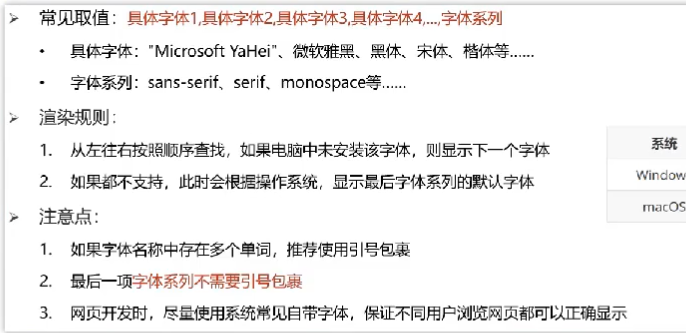 ➢ 常见取值：具体字体1,具体字体2,具体字体3,具体字体4,...,字体系列
• 具体字体："Microsoft YaHei"、微软雅黑、黑体、宋体、楷体等……
• 字体系列：sans-serif、serif、monospace等……
➢ 渲染规则：
1. 从左往右按照顺序查找，如果电脑中未安装该字体，则显示下一个字体
2. 如果都不支持，此时会根据操作系统，显示最后字体系列的默认字体
系统
Window
macOS
➢ 注意点：
1. 如果字体名称中存在多个单词，推荐使用引号包裹
2. 最后一项字体系列不需要引号包裹
3. 网页开发时，尽量使用系统常见自带字体，保证不同用户浏览网页都可以正确显示